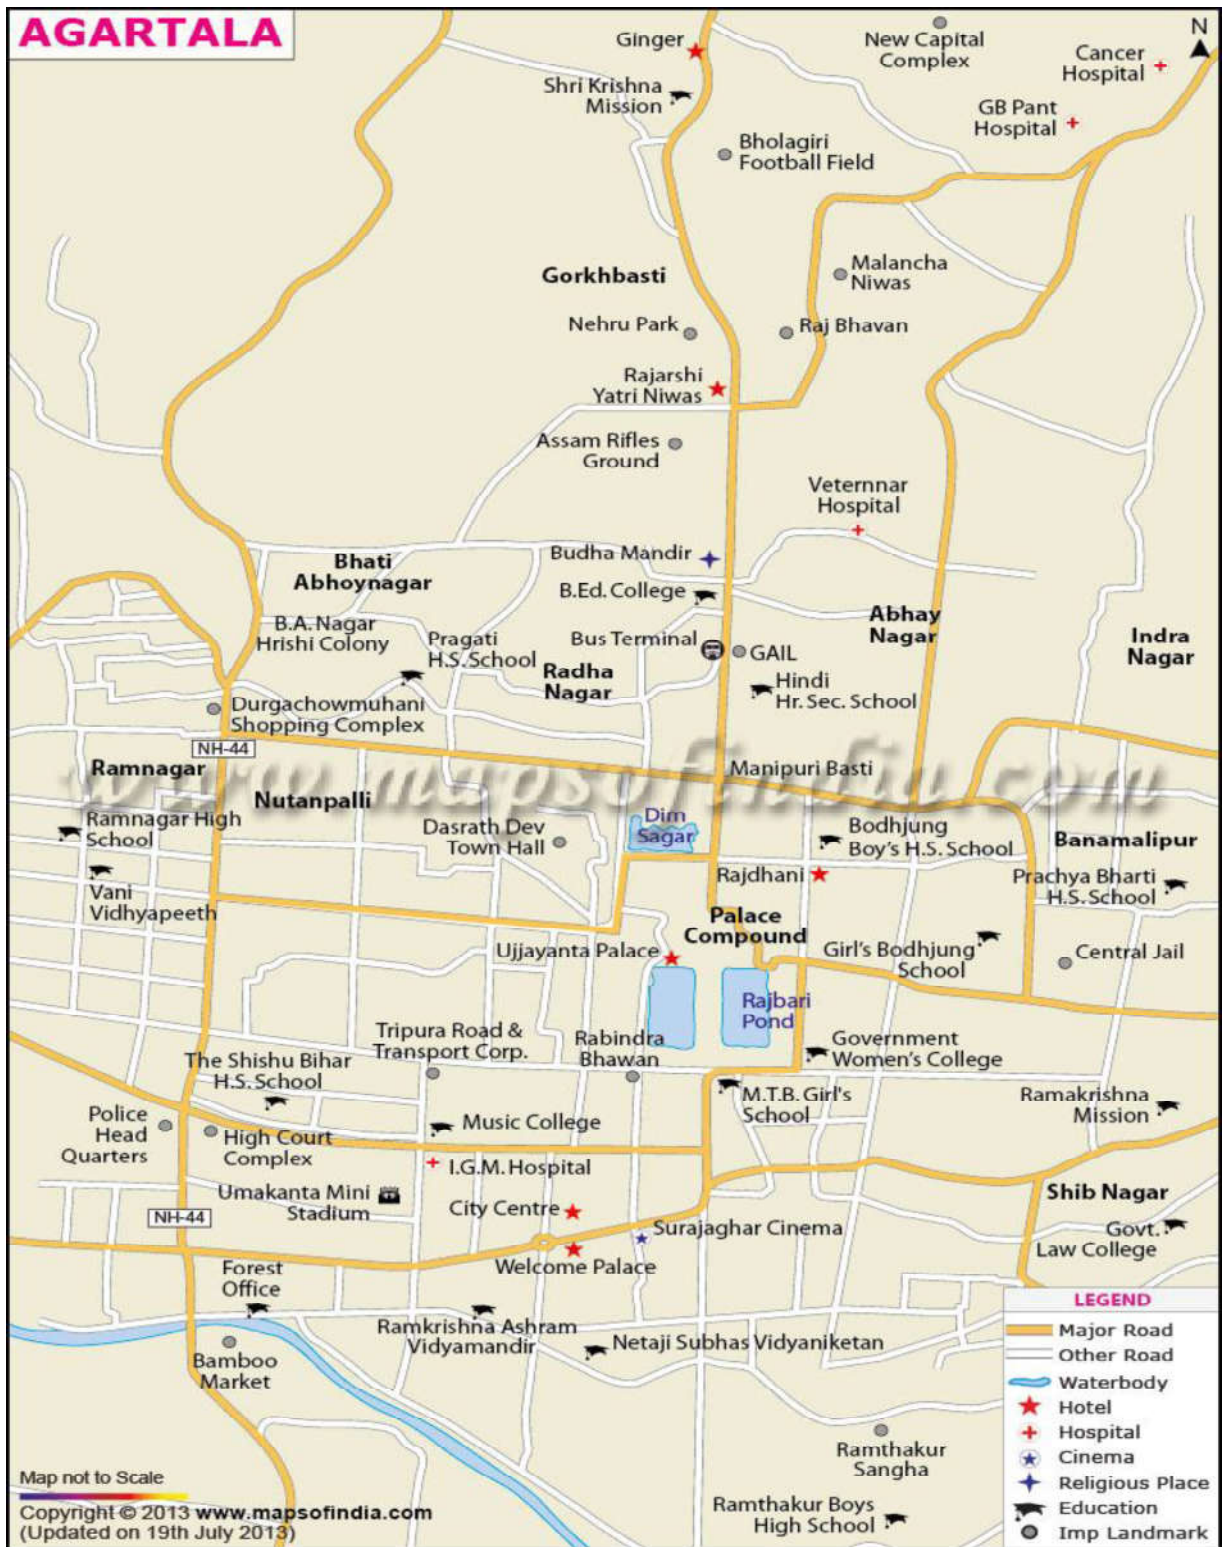 AGARTALA
N
Ginger
New Capital
Complex
Cancer
Hospital
Shri Krishna
Mission
GB Pant
Hospital
Bholagiri
Football Field
Gorkhbasti
Malancha
Niwas
Nehru Park
Raj Bhavan
Rajarshi
Yatri Niwas
Assam Rifles
Ground
Veternnar
Hospital
Bhati
Abhoynagar
Budha Mandir
B.Ed. College
B.A. Nagar
Hrishi Colony
Pragati
H.S. School
Bus Terminal
GAIL
Abhay
Nagar
Indra
Nagar
Radha
Nagar
Hindi
Hr. Sec. School
Durgachowmuhani
Shopping Complex
NH-44
Ramnagar
www.mapsofindia.com
Manipuri Basti
Nutanpalli
Ramnagar High
School
Dasrath Dev
Town Hall
Dim
Sagar
Bodhjung
Boy's H.S. School
Banamalipur
Vani
Vidhyapeeth
Rajdhani
Prachya Bharti
H.S. School
Palace
Compound
Ujjayanta Palace
Girl's Bodhjung
School
Central Jail
Rajbari
Pond
Tripura Road &
Transport Corp.
Rabindra
Bhawan
Government
Women's College
The Shishu Bihar
H.S. School
M.T.B. Girl's
School
Ramakrishna
Mission
Police
Head
Quarters
High Court
Complex
Music College
I.G.M. Hospital
Umakanta Mini
Stadium
City Centre
Shib Nagar
NH-44
Surajaghar Cinema
Govt.
Law College
Welcome Palace
Forest
Office
Ramkrishna Ashram
Vidyamandir
Netaji Subhas Vidyaniketan
Bamboo
Market
Ramthakur
Sangha
Ramthakur Boys
High School
LEGEND
Major Road
Other Road
Waterbody
Hotel
Hospital
Cinema
Religious Place
Education
Imp Landmark
Map not to Scale
Copyright © 2013 www.mapsofindia.com
(Updated on 19th July 2013)